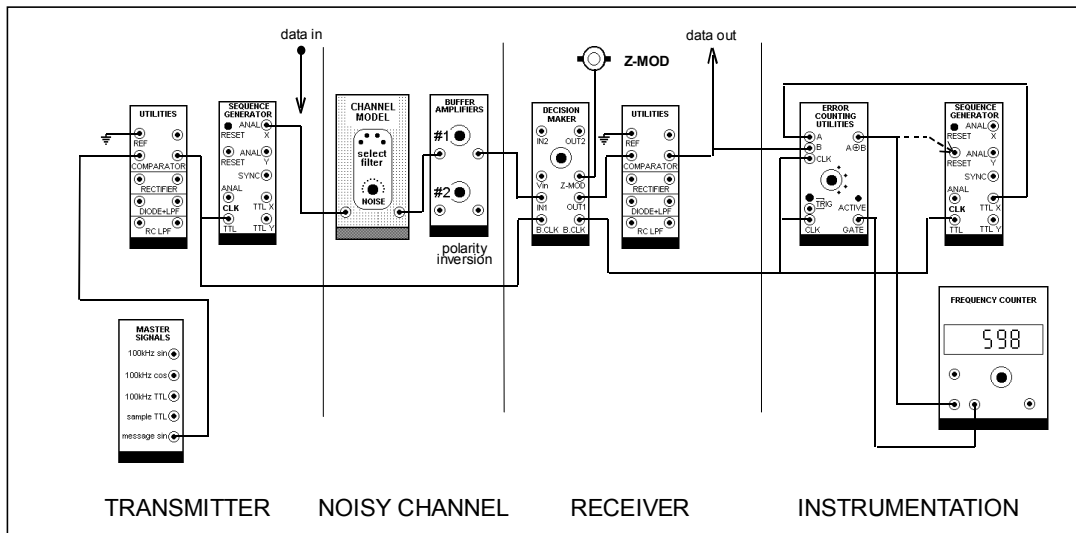 data in
data out
Z-MOD
UTILITIES
REF
COMPARATOR
RECTIFIER
DIODE+LPF
RC LPF
SEQUENCE
GENERATOR
ANAL
RESET X
ANAL
RESET Y
SYNC
ANAL
CLK TTL X
TTL TTL Y
CHANNEL
MODEL
select
filter
NOISE
BUFFER
AMPLIFIERS
#1
#2
polarity
inversion
DECISION
MAKER
IN2 OUT2
Vin Z-MOD
IN1 OUT1
B.CLK B.CLK
UTILITIES
REF
COMPARATOR
RECTIFIER
DIODE+LPF
RC LPF
ERROR
COUNTING
UTILITIES
A
B A⊕B
CLK
TRIG ACTIVE
CLK GATE
SEQUENCE
GENERATOR
ANAL
RESET X
ANAL
RESET Y
SYNC
ANAL
CLK TTL X
TTL TTL Y
MASTER
SIGNALS
100kHz sin
100kHz cos
100kHz TTL
sample TTL
message sin
FREQUENCY COUNTER
598
TRANSMITTER NOISY CHANNEL RECEIVER INSTRUMENTATION